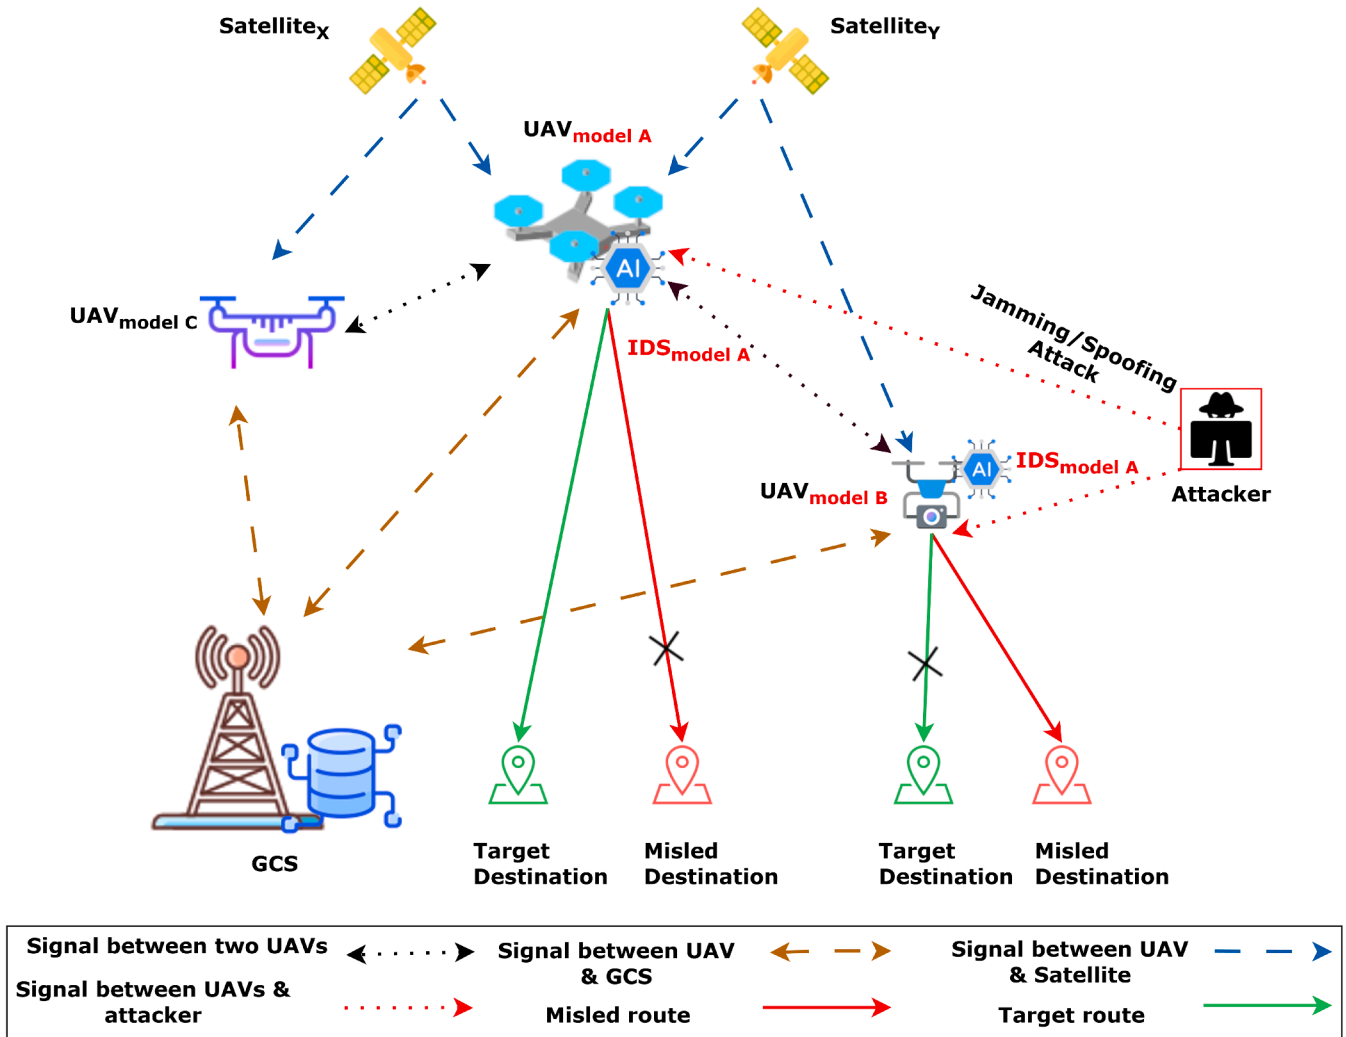 SatelliteX
SatelliteY
UAVmodel A
AI
UAVmodel C
IDSmodel A
Jamming/Spoofing
Attack
AI
IDSmodel A
UAVmodel B
Attacker
GCS
Target
Destination
Misled
Destination
Target
Destination
Misled
Destination
Signal between two UAVs
Signal between UAV
& GCS
Signal between UAV
& Satellite
Signal between UAVs &
attacker
Misled route
Target route